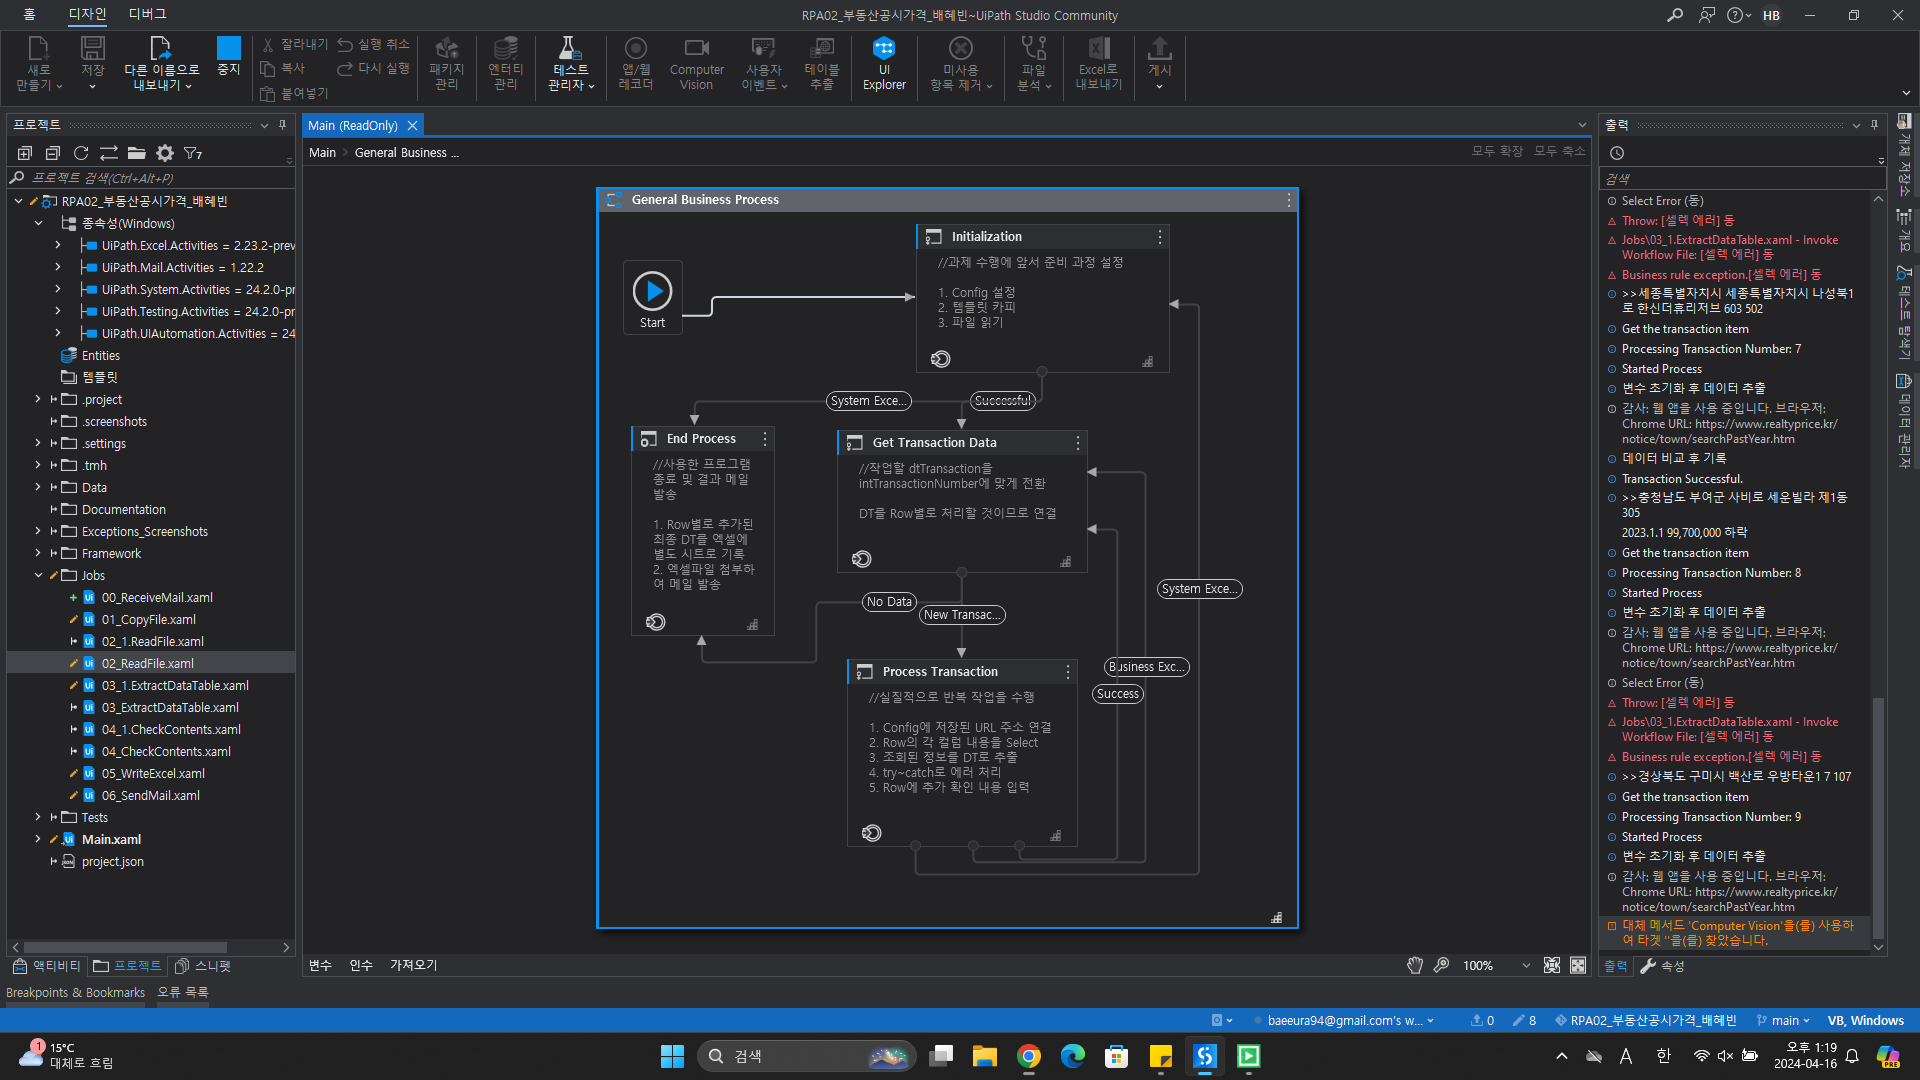 홈 디자인 디버그
RPA02_부동산공시가격_배혜빈~UiPath Studio Community
HB
새로 만들기
저장
다른 이름으로 내보내기
중지
잘라내기
복사
붙여넣기
실행 취소
다시 실행
패키지 관리
엔터티 관리
테스트 관리자
앱/웹 레코더
Computer Vision
사용자 이벤트
테이블 추출
UI Explorer
미사용 항목 제거
파일 분석
Excel로 내보내기
게시
프로젝트
7
프로젝트 검색(Ctrl+Alt+P)
RPA02_부동산공시가격_배혜빈
종속성(Windows)
UiPath.Excel.Activities = 2.23.2-prev
UiPath.Mail.Activities = 1.22.2
UiPath.System.Activities = 24.2.0-pr
UiPath.Testing.Activities = 24.2.0-pr
UiPath.UIAutomation.Activities = 24
Entities
템플릿
.project
.screenshots
.settings
.tmh
Data
Documentation
Exceptions_Screenshots
Framework
Jobs
00_ReceiveMail.xaml
01_CopyFile.xaml
02_1.ReadFile.xaml
02_ReadFile.xaml
03_1.ExtractDataTable.xaml
03_ExtractDataTable.xaml
04_1.CheckContents.xaml
04_CheckContents.xaml
05_WriteExcel.xaml
06_SendMail.xaml
Tests
Main.xaml
project.json
액티비티 프로젝트 스니펫
Breakpoints & Bookmarks 오류 목록
Main (ReadOnly)
Main > General Business ...
모두 확장 모두 축소
General Business Process
Start
Initialization
//과제 수행에 앞서 준비 과정 설정
1. Config 설정
2. 템플릿 카피
3. 파일 읽기
System Exce...
Successful
End Process
//사용한 프로그램
종료 및 결과 메일
발송
1. Row별로 추가된
최종 DT를 엑셀에
별도 시트로 기록
2. 엑셀파일 첨부하
여 메일 발송
Get Transaction Data
//작업할 dtTransaction을
intTransactionNumber에 맞게 전환
DT를 Row별로 처리할 것이므로 연결
No Data
New Transac...
System Exce...
Business Exc...
Success
Process Transaction
//실질적으로 반복 작업을 수행
1. Config에 저장된 URL 주소 연결
2. Row의 각 컬럼 내용을 Select
3. 조회된 정보를 DT로 추출
4. try~catch로 에러 처리
5. Row에 추가 확인 내용 입력
변수 인수 가져오기
100%
출력
검색
Select Error (동)
Throw: [셀렉 에러] 동
Jobs\03_1.ExtractDataTable.xaml - Invoke
Workflow File: [셀렉 에러] 동
Business rule exception.[셀렉 에러] 동
>>세종특별자치시 세종특별자치시 나성북1
로 한신더휴리저브 603 502
Get the transaction item
Processing Transaction Number: 7
Started Process
변수 초기화 후 데이터 추출
감사: 웹 앱을 사용 중입니다. 브라우저:
Chrome URL: https://www.realtyprice.kr/
notice/town/searchPastYear.htm
데이터 비교 후 기록
Transaction Successful.
>>충청남도 부여군 사비로 세운빌라 제1동
305
2023.1.1 99,700,000 하락
Get the transaction item
Processing Transaction Number: 8
Started Process
변수 초기화 후 데이터 추출
감사: 웹 앱을 사용 중입니다. 브라우저:
Chrome URL: https://www.realtyprice.kr/
notice/town/searchPastYear.htm
Select Error (동)
Throw: [셀렉 에러] 동
Jobs\03_1.ExtractDataTable.xaml - Invoke
Workflow File: [셀렉 에러] 동
Business rule exception.[셀렉 에러] 동
>>경상북도 구미시 백산로 우방타운1 7 107
Get the transaction item
Processing Transaction Number: 9
Started Process
변수 초기화 후 데이터 추출
감사: 웹 앱을 사용 중입니다. 브라우저:
Chrome URL: https://www.realtyprice.kr/
notice/town/searchPastYear.htm
대체 메서드 'Computer Vision'을(를) 사용하
여 타겟 ''을(를) 찾았습니다.
출력 속성
개체 저장소
개요
테스트 탐색기
데이터 관리자
baeeura94@gmail.com's w...
0
8
RPA02_부동산공시가격_배혜빈
main
VB, Windows
1
15°C
대체로 흐림
검색
A
한
오후 1:19
2024-04-16
PRE